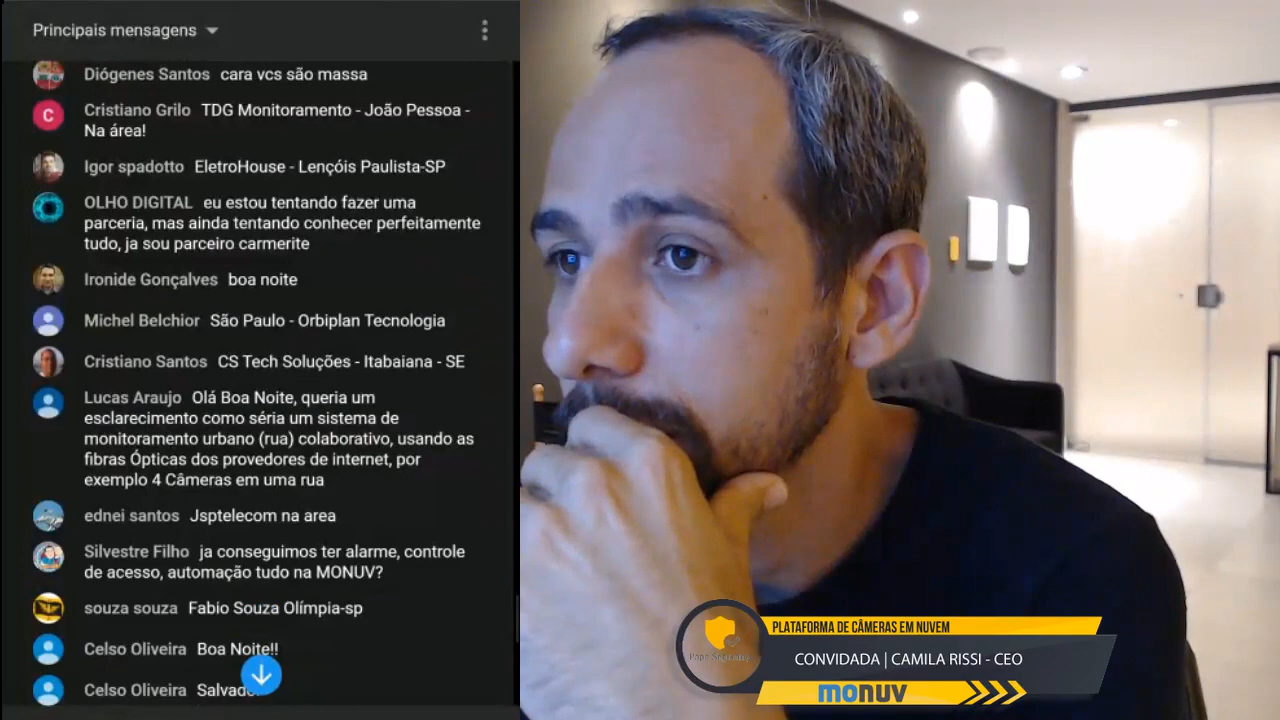 Principais mensagens
Diógenes Santos cara vcs são massa
C
Cristiano Grilo TDG Monitoramento - João Pessoa -
Na área!
Igor spadotto EletroHouse - Lençóis Paulista-SP
OLHO DIGITAL eu estou tentando fazer uma
parceria, mas ainda tentando conhecer perfeitamente
tudo, ja sou parceiro carmerite
Ironide Gonçalves boa noite
Michel Belchior São Paulo - Orbiplan Tecnologia
Cristiano Santos CS Tech Soluções - Itabaiana - SE
Lucas Araujo Olá Boa Noite, queria um
esclarecimento como séria um sistema de
monitoramento urbano (rua) colaborativo, usando as
fibras Ópticas dos provedores de internet, por
exemplo 4 Câmeras em uma rua
ednei santos Jsptelecom na area
Silvestre Filho ja conseguimos ter alarme, controle
de acesso, automação tudo na MONUV?
souza souza Fabio Souza Olímpia-sp
Celso Oliveira Boa Noite!!
Celso Oliveira
PLATAFORMA DE CÂMERAS EM NUVEM
CONVIDADA | CAMILA RISSI - CEO
monuv